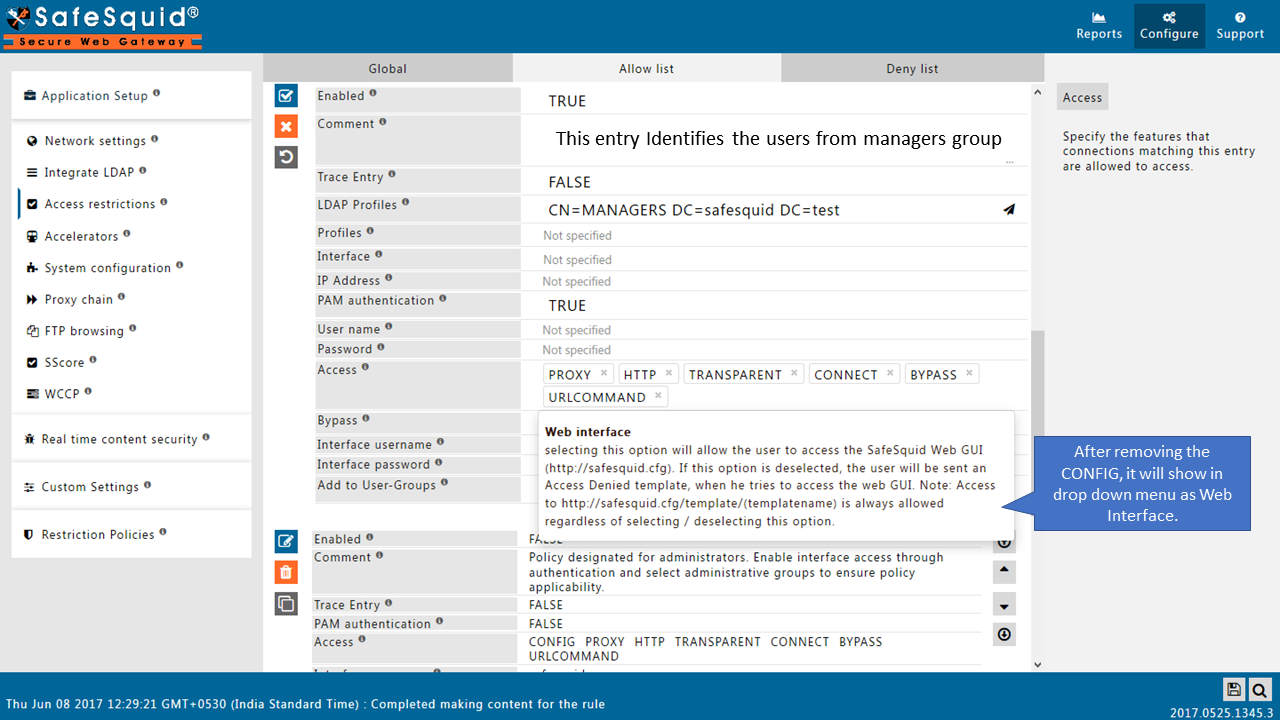 SafeSquid®
Secure Web Gateway
Reports
Configure
Support
Application Setup
Network settings
Integrate LDAP
Access restrictions
Accelerators
System configuration
Proxy chain
FTP browsing
SScore
WCCP
Real time content security
Custom Settings
Restriction Policies
Global
Allow list
Deny list
Enabled
TRUE
Comment
This entry Identifies the users from managers group
...
Trace Entry
FALSE
LDAP Profiles
CN=MANAGERS DC=safesquid DC=test
Profiles
Not specified
Interface
Not specified
IP Address
Not specified
PAM authentication
TRUE
User name
Not specified
Password
Not specified
Access
PROXY × HTTP × TRANSPARENT × CONNECT × BYPASS ×
URLCOMMAND ×
Bypass
Interface username
Interface password
Add to User-Groups
Web interface
selecting this option will allow the user to access the SafeSquid Web GUI
(http://safesquid.cfg). If this option is deselected, the user will be sent an
Access Denied template, when he tries to access the web GUI. Note: Access
to http://safesquid.cfg/template/(templatename) is always allowed
regardless of selecting / deselecting this option.
After removing the
CONFIG, it will show in
drop down menu as Web
Interface.
Enabled
FALSE
Comment
Policy designated for administrators. Enable interface access through
authentication and select administrative groups to ensure policy
applicability.
Trace Entry
FALSE
PAM authentication
FALSE
Access
CONFIG PROXY HTTP TRANSPARENT CONNECT BYPASS
URLCOMMAND
Access
Specify the features that
connections matching this entry
are allowed to access.
Thu Jun 08 2017 12:29:21 GMT+0530 (India Standard Time) : Completed making content for the rule
2017.0525.1345.3